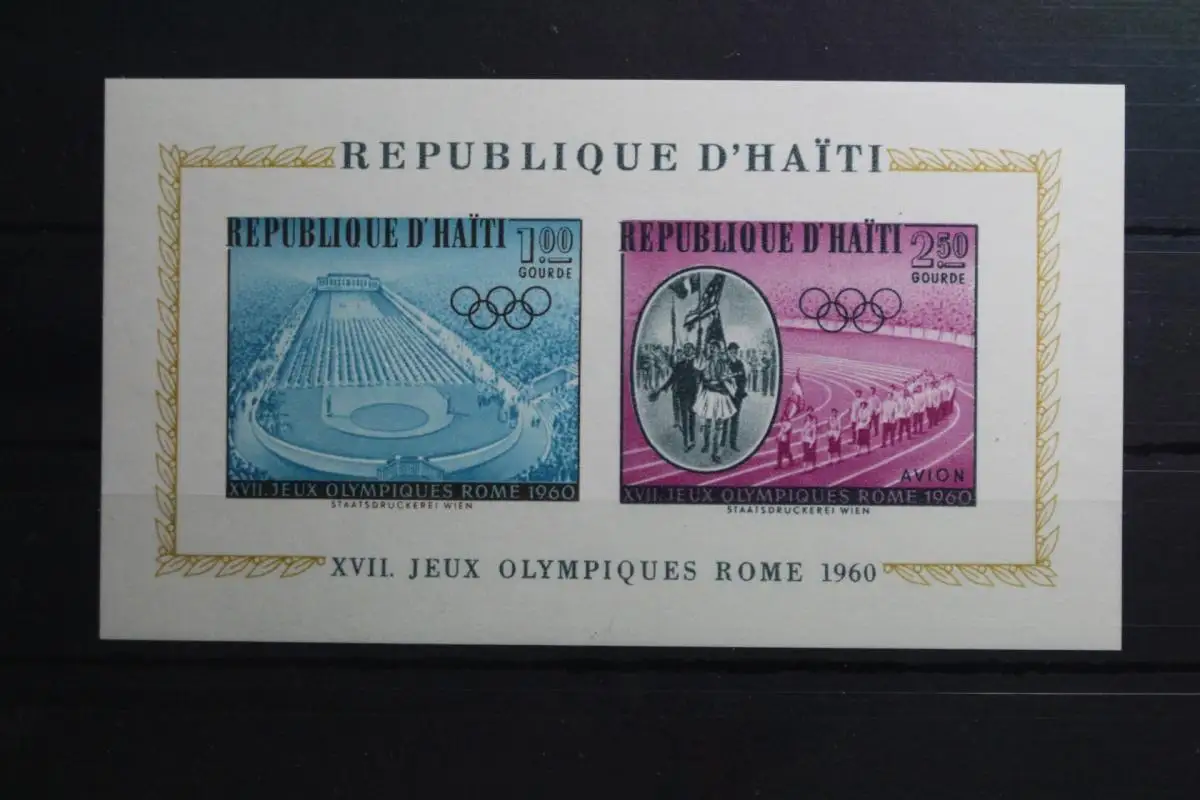 REPUBLIQUE D'HAÏTI
REPUBLIQUE D'HAÏTI 1.00
GOURDE
XVII. JEUX OLYMPIQUES ROME 1960
STAATSDRUCKEREI WIEN
REPUBLIQUE D'HAÏTI 2.50
GOURDE
AVION
XVII. JEUX OLYMPIQUES ROME 1960
STAATSDRUCKEREI WIEN
XVII. JEUX OLYMPIQUES ROME 1960